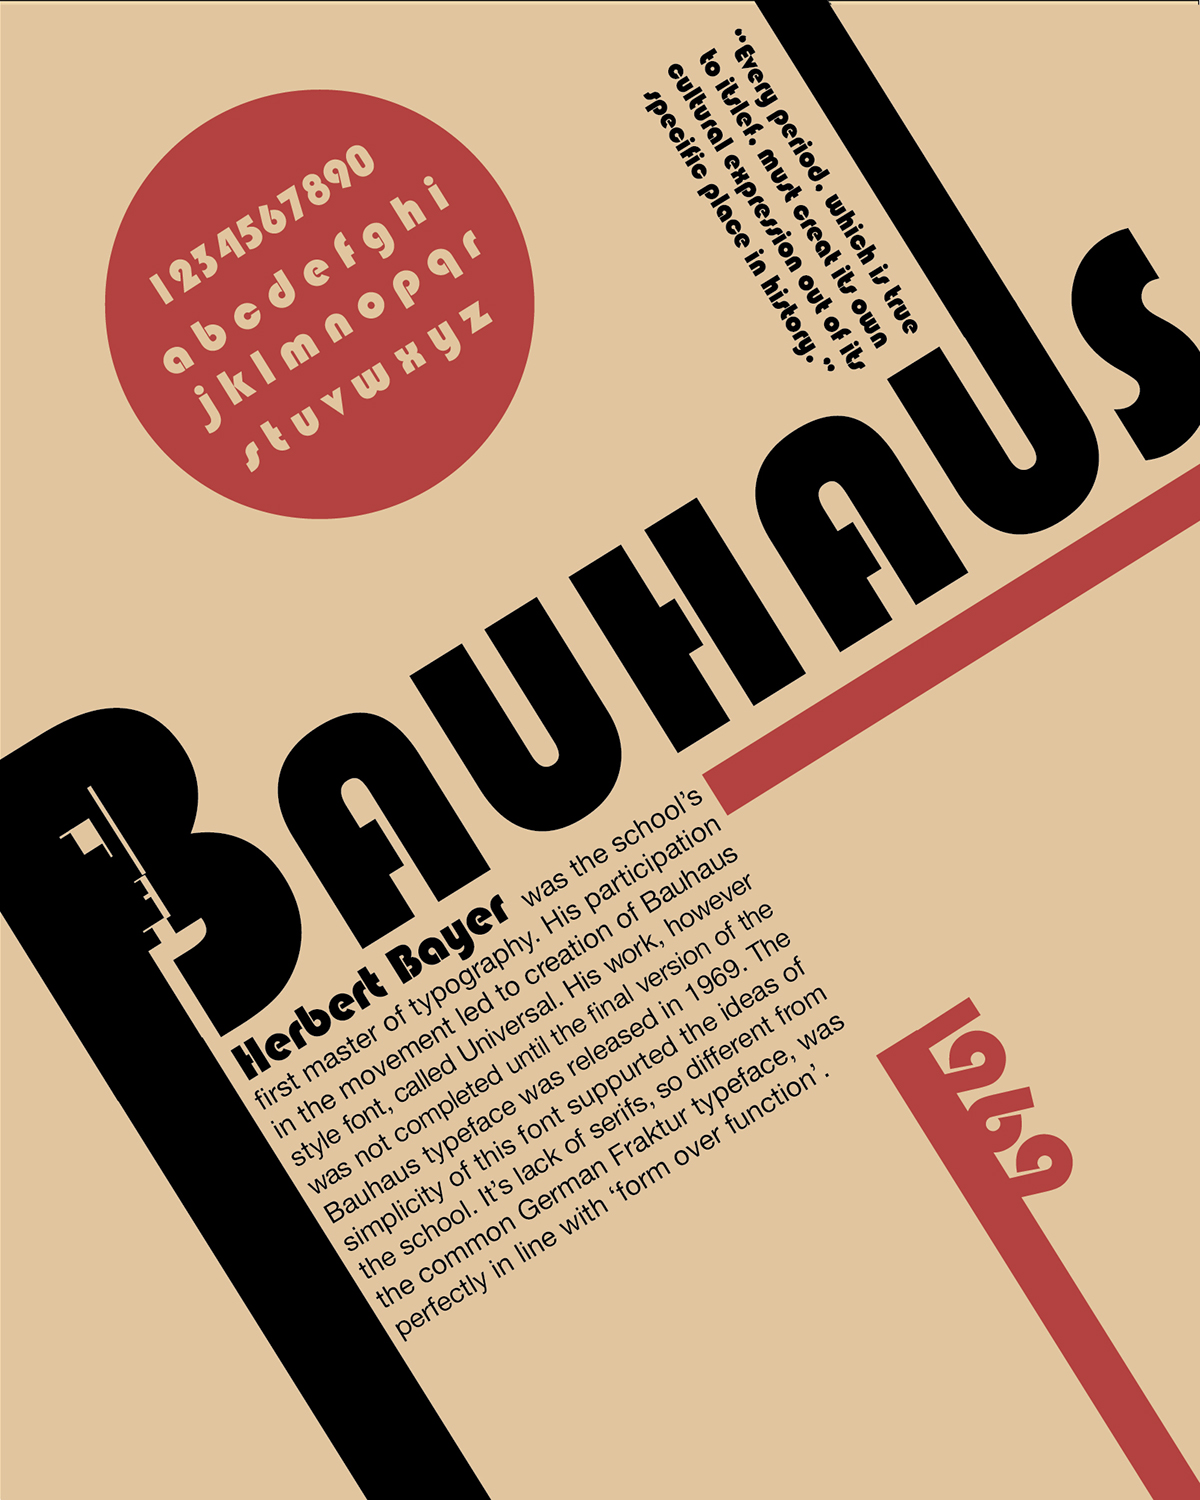 1234567890
abcdefghi
jklmnopqr
stuvwxyz
“Every period, which is true
to itslef, must creat its own
cultural expression out of its
specific place in history.”
BAUHAUs
THE
Herbert Bayer was the school’s
first master of typography. His participation
in the movement led to creation of Bauhaus
style font, called Universal. His work, however
was not completed until the final version of the
Bauhaus typeface was released in 1969. The
simplicity of this font suppurted the ideas of
the school. It’s lack of serifs, so different from
the common German Fraktur typeface, was
perfectly in line with ‘form over function’ .
1969